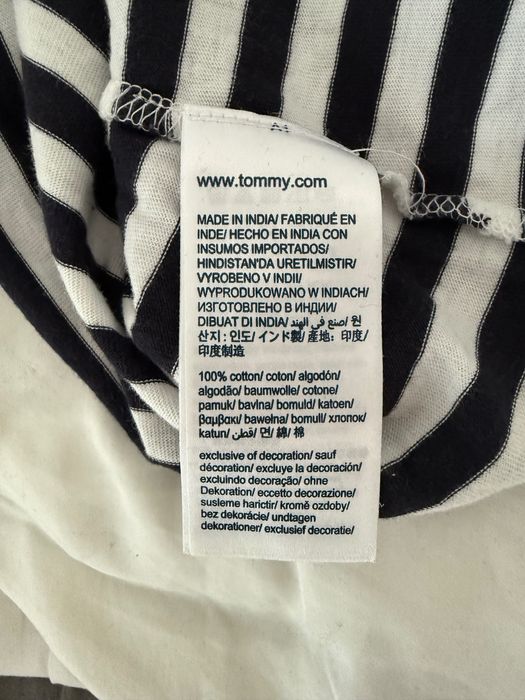 www.tommy.com
MADE IN INDIA/ FABRIQUÉ EN
INDE/ HECHO EN INDIA CON
INSUMOS IMPORTADOS/
HINDISTAN'DA URETILMISTIR/
VYROBENO V INDII/
WYPRODUKOWANO W INDIACH/
ИЗГОТОВЛЕНО В ИНДИИ/
DIBUAT DI INDIA/ صنع في الهند/ 원
산지 : 인도/ インド製/ 產地：印度/
印度制造
100% cotton/ coton/ algodón/
algodão/ baumwolle/ cotone/
pamuk/ bavlna/ bomuld/ katoen/
βαμβακι/ bawełna/ bomull/ хлопок/
katun/ قطن/ 면/ 綿/ 棉
exclusive of decoration/ sauf
décoration/ excluye la decoración/
excluindo decoração/ ohne
Dekoration/ eccetto decorazione/
susleme harictir/ kromě ozdoby/
bez dekorácie/ undtagen
dekorationer/ exclusief decoratie/